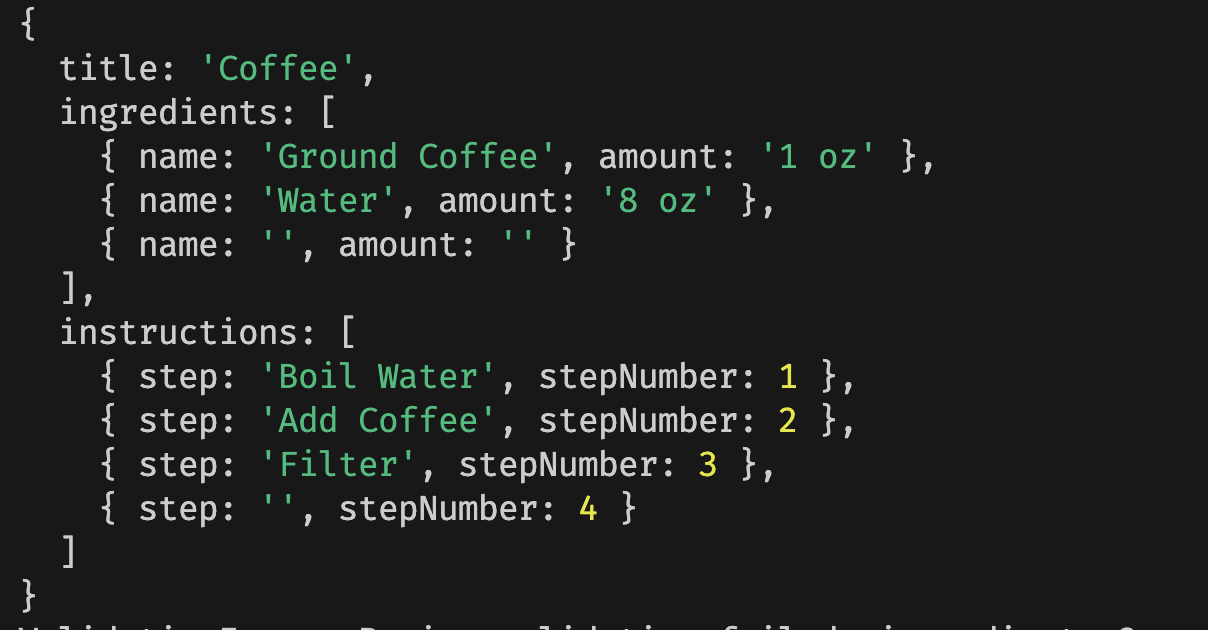 {
title: 'Coffee',
ingredients: [
{ name: 'Ground Coffee', amount: '1 oz' },
{ name: 'Water', amount: '8 oz' },
{ name: '', amount: '' }
],
instructions: [
{ step: 'Boil Water', stepNumber: 1 },
{ step: 'Add Coffee', stepNumber: 2 },
{ step: 'Filter', stepNumber: 3 },
{ step: '', stepNumber: 4 }
]
}